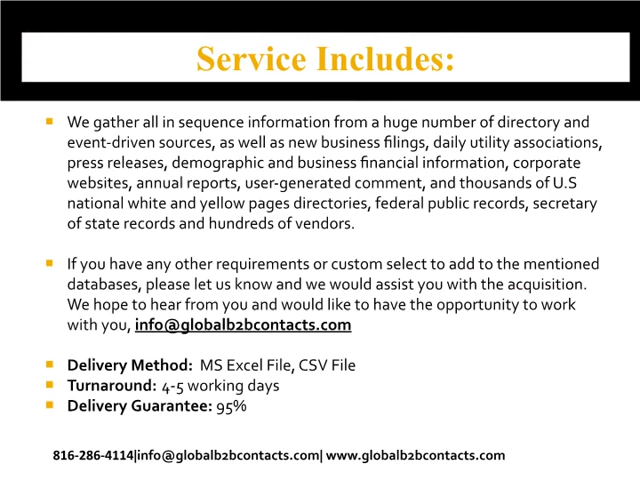 Service Includes:
We gather all in sequence information from a huge number of directory and
event-driven sources, as well as new business filings, daily utility associations,
press releases, demographic and business financial information, corporate
websites, annual reports, user-generated comment, and thousands of U.S
national white and yellow pages directories, federal public records, secretary
of state records and hundreds of vendors.
If you have any other requirements or custom select to add to the mentioned
databases, please let us know and we would assist you with the acquisition.
We hope to hear from you and would like to have the opportunity to work
with you, info@globalb2bcontacts.com
Delivery Method: MS Excel File, CSV File
Turnaround: 4-5 working days
Delivery Guarantee: 95%
816-286-4114|info@globalb2bcontacts.com| www.globalb2bcontacts.com